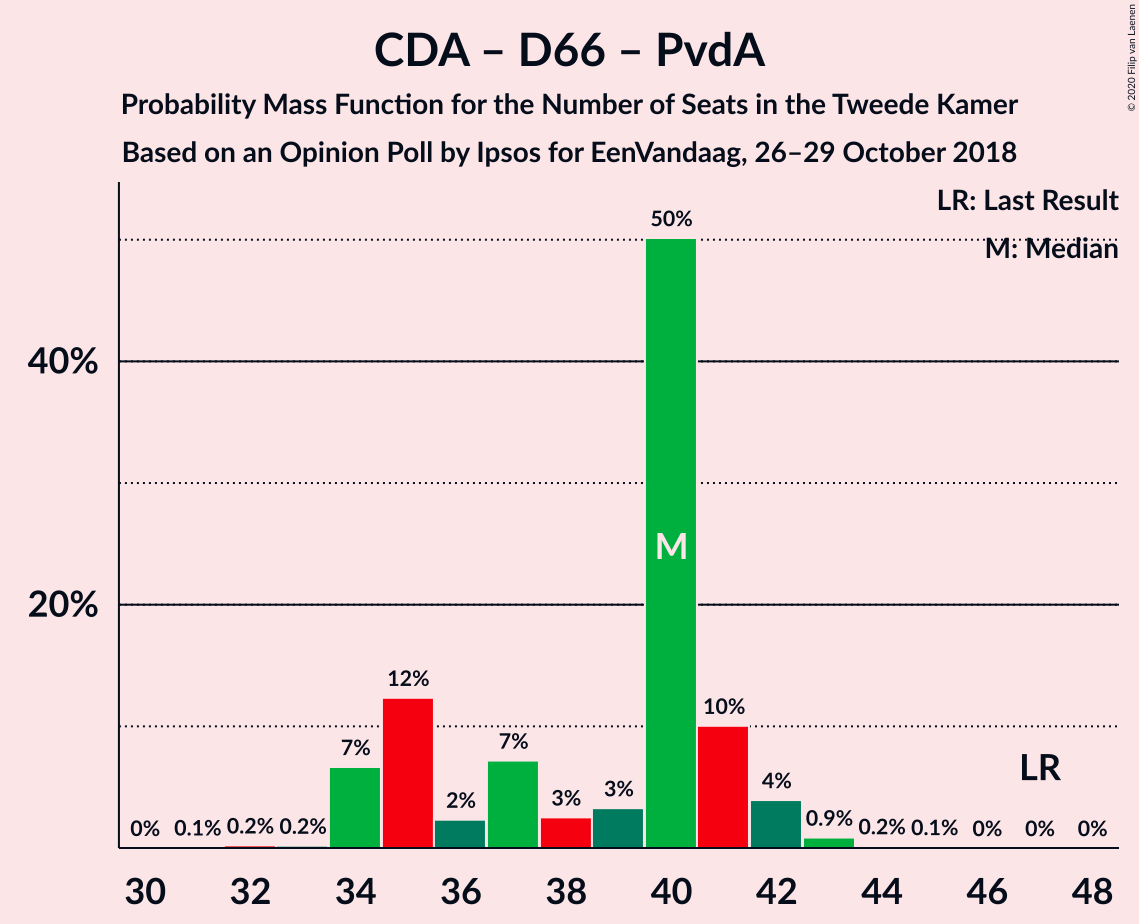 CDA – D66 – PvdA
Probability Mass Function for the Number of Seats in the Tweede Kamer
Based on an Opinion Poll by Ipsos for EenVandaag, 26–29 October 2018
© 2020 Filip van Laenen
LR: Last Result
M: Median
50%
40%
M
20%
12%
10%
7%
7%
LR
4%
3%
3%
2%
0.9%
0% 0.1% 0.2% 0.2% 0.2% 0.1% 0% 0% 0%
30 32 34 36 38 40 42 44 46 48